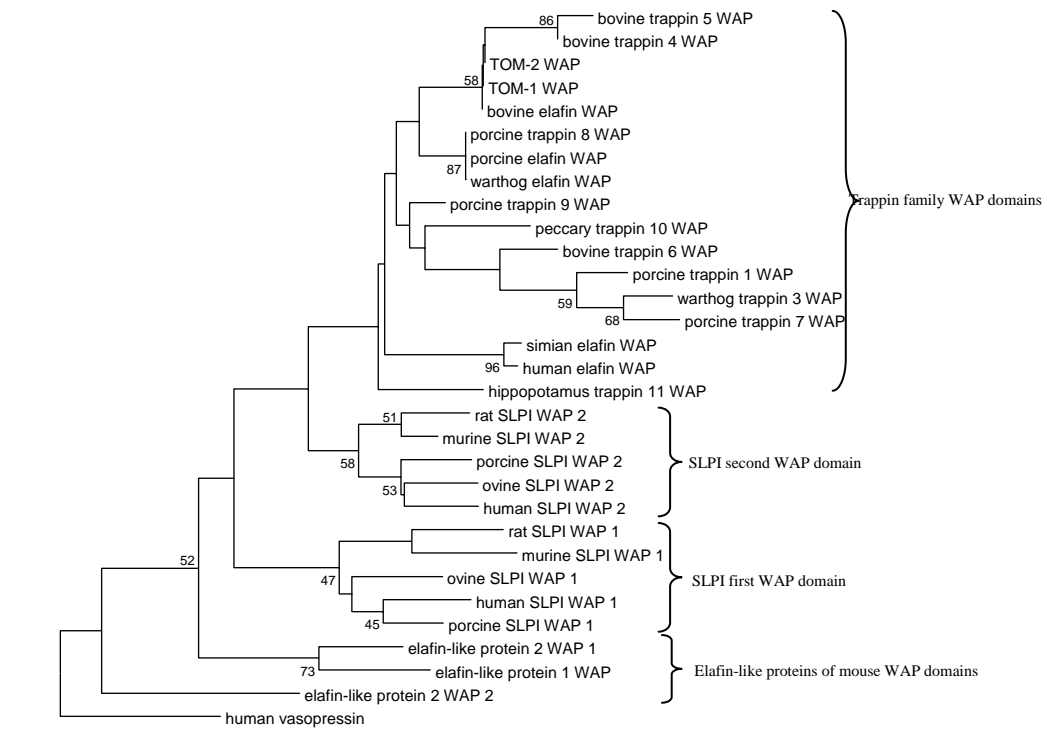 86
bovine trappin 5 WAP
bovine trappin 4 WAP
TOM-2 WAP
58
TOM-1 WAP
bovine elafin WAP
porcine trappin 8 WAP
porcine elafin WAP
87
warthog elafin WAP
porcine trappin 9 WAP
Trappin family WAP domains
peccary trappin 10 WAP
bovine trappin 6 WAP
porcine trappin 1 WAP
59
warthog trappin 3 WAP
68
porcine trappin 7 WAP
simian elafin WAP
96
human elafin WAP
hippopotamus trappin 11 WAP
51
rat SLPI WAP 2
murine SLPI WAP 2
58
porcine SLPI WAP 2
SLPI second WAP domain
53
ovine SLPI WAP 2
human SLPI WAP 2
rat SLPI WAP 1
52
murine SLPI WAP 1
47
ovine SLPI WAP 1
SLPI first WAP domain
human SLPI WAP 1
45
porcine SLPI WAP 1
elafin-like protein 2 WAP 1
73
elafin-like protein 1 WAP
Elafin-like proteins of mouse WAP domains
elafin-like protein 2 WAP 2
human vasopressin